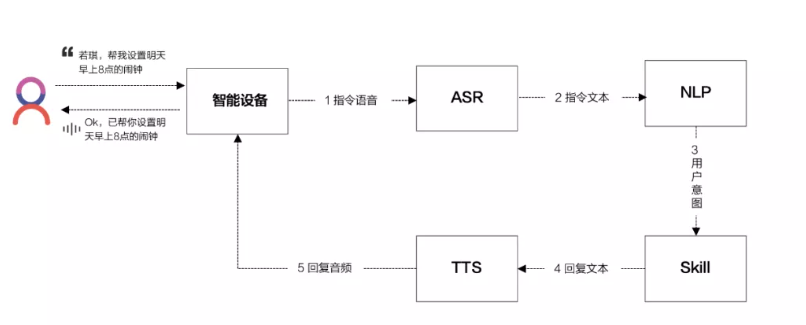 “ 若琪，帮我设置明天
早上8点的闹钟
智能设备
1 指令语音
ASR
2 指令文本
NLP
Ok，已帮你设置明
天早上8点的闹钟
3
用
户
意
图
5 回复音频
TTS
4 回复文本
Skill